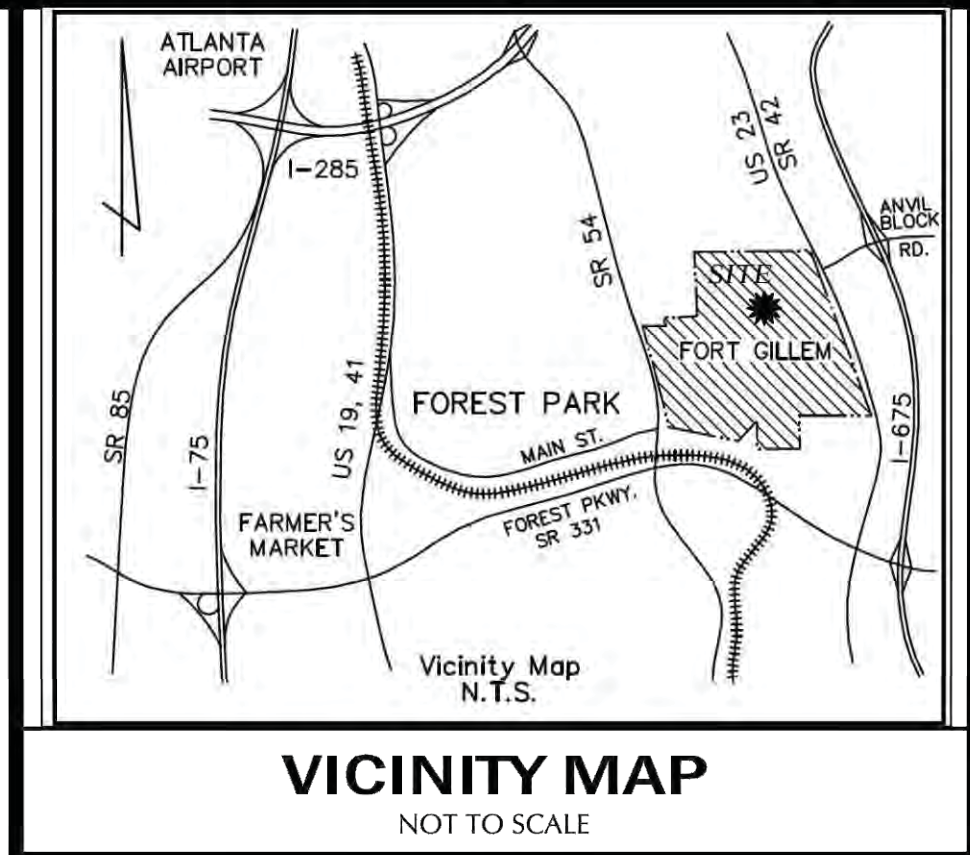 ATLANTA
AIRPORT
I-285
US 23
SR 42
ANVIL
BLOCK
RD.
SR 54
SITE
FORT GILLEM
SR 85
I-75
US 19, 41
FOREST PARK
MAIN ST.
I-675
FARMER'S
MARKET
FOREST PKWY.
SR 331
Vicinity Map
N.T.S.
VICINITY MAP
NOT TO SCALE